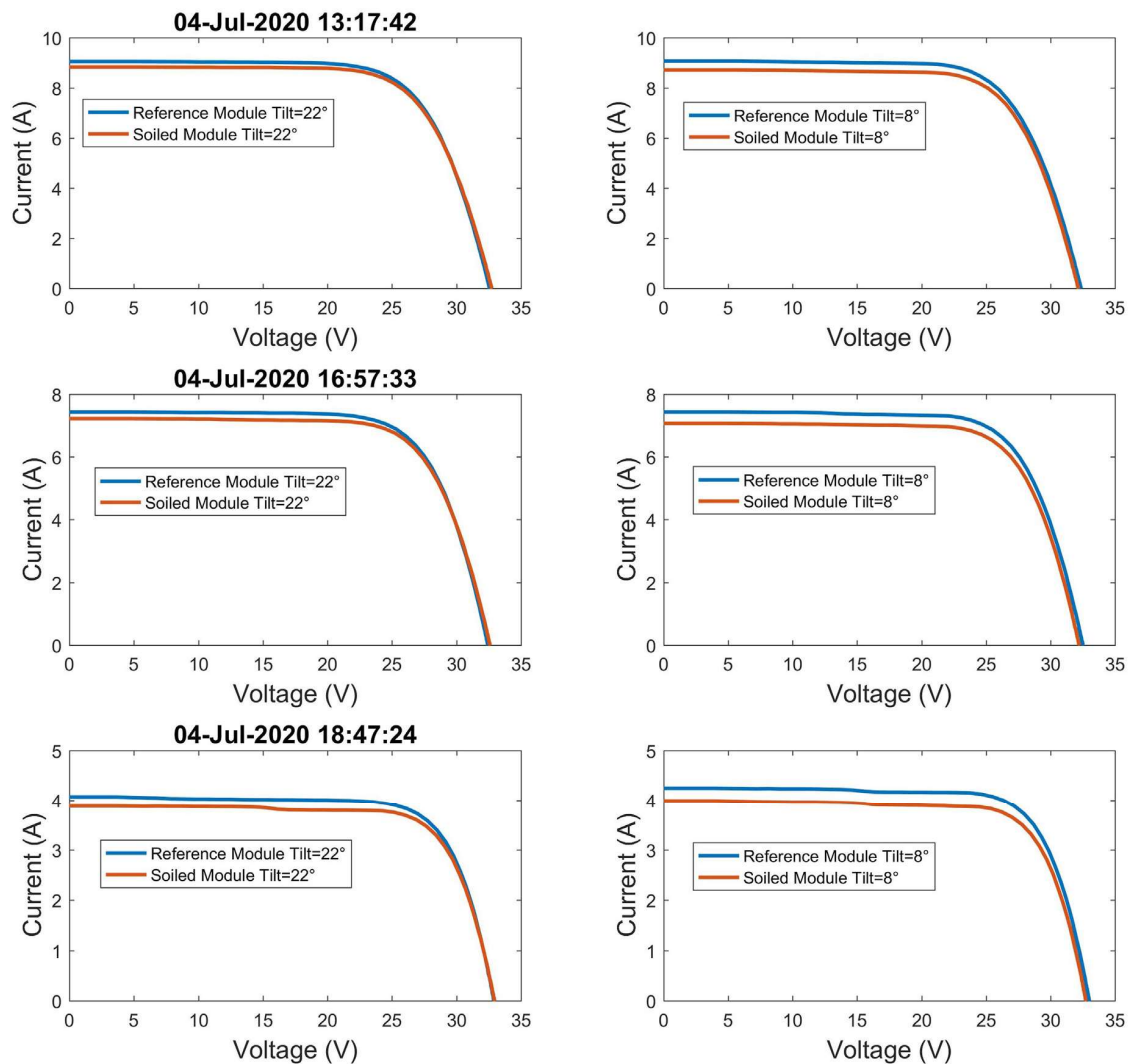 04-Jul-2020 13:17:42
10
8
6
4
2
0
Current (A)
Reference Module Tilt=22°
Soiled Module Tilt=22°
0 5 10 15 20 25 30 35
Voltage (V)
10
8
6
4
2
0
Current (A)
Reference Module Tilt=8°
Soiled Module Tilt=8°
0 5 10 15 20 25 30 35
Voltage (V)
04-Jul-2020 16:57:33
8
6
4
2
0
Current (A)
Reference Module Tilt=22°
Soiled Module Tilt=22°
0 5 10 15 20 25 30 35
Voltage (V)
8
6
4
2
0
Current (A)
Reference Module Tilt=8°
Soiled Module Tilt=8°
0 5 10 15 20 25 30 35
Voltage (V)
04-Jul-2020 18:47:24
5
4
3
2
1
0
Current (A)
Reference Module Tilt=22°
Soiled Module Tilt=22°
0 5 10 15 20 25 30 35
Voltage (V)
5
4
3
2
1
0
Current (A)
Reference Module Tilt=8°
Soiled Module Tilt=8°
0 5 10 15 20 25 30 35
Voltage (V)